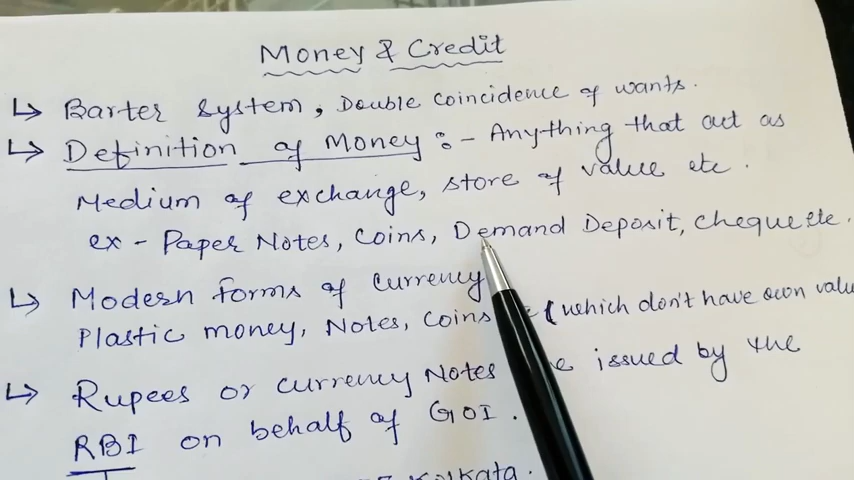 Money & Credit
↳ Barter System, Double coincidence of wants.
↳ Definition of Money :- Anything that act as
Medium of exchange, store of value etc.
ex - Paper Notes, Coins, Demand Deposit, cheque etc.
↳ Modern forms of currency
Plastic money, Notes, Coins (which don't have own valu
↳ Rupees or currency Notes issued by the
RBI on behalf of GOI.
Kolkata.